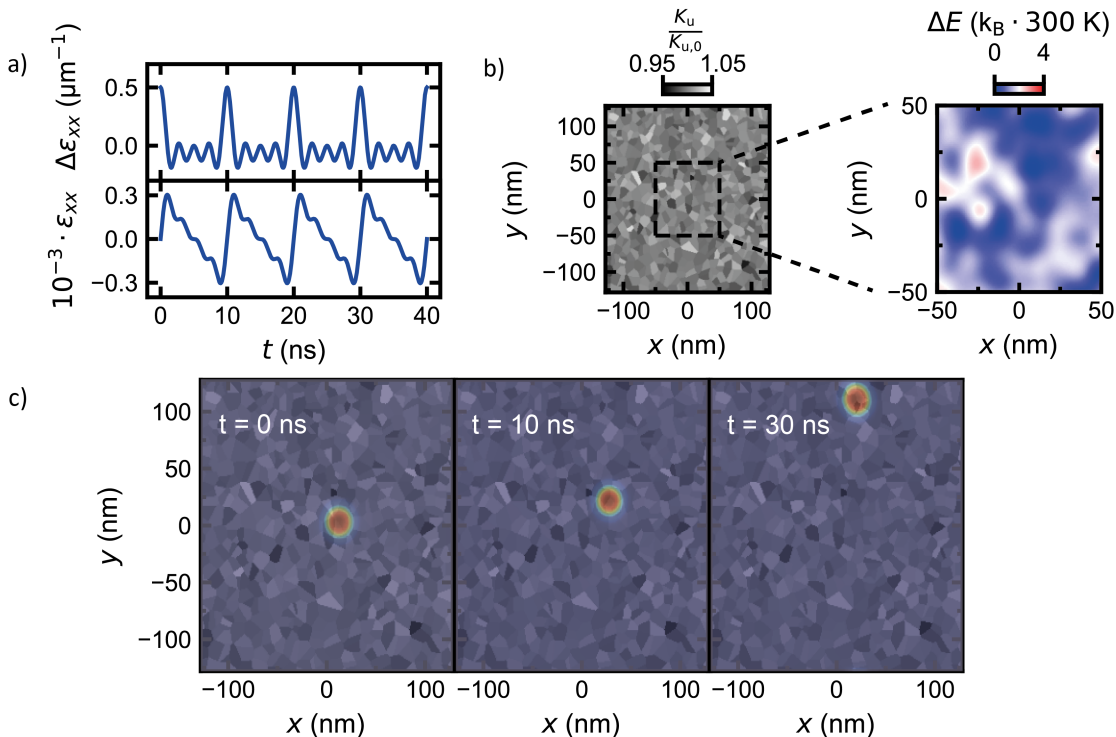 a)
Δε_xx (μm⁻¹)
0.5
0.0
10⁻³ · ε_xx
0.3
0.0
−0.3
0 10 20 30 40
t (ns)
b)
K_u
K_u,0
0.95 1.05
y (nm)
100
50
0
−50
−100
−100 0 100
x (nm)
ΔE (k_B · 300 K)
0 4
y (nm)
50
0
−50
−50 0 50
x (nm)
c)
t = 0 ns
t = 10 ns
t = 30 ns
y (nm)
100
50
0
−50
−100
−100 0 100
−100 0 100
−100 0 100
x (nm)
x (nm)
x (nm)